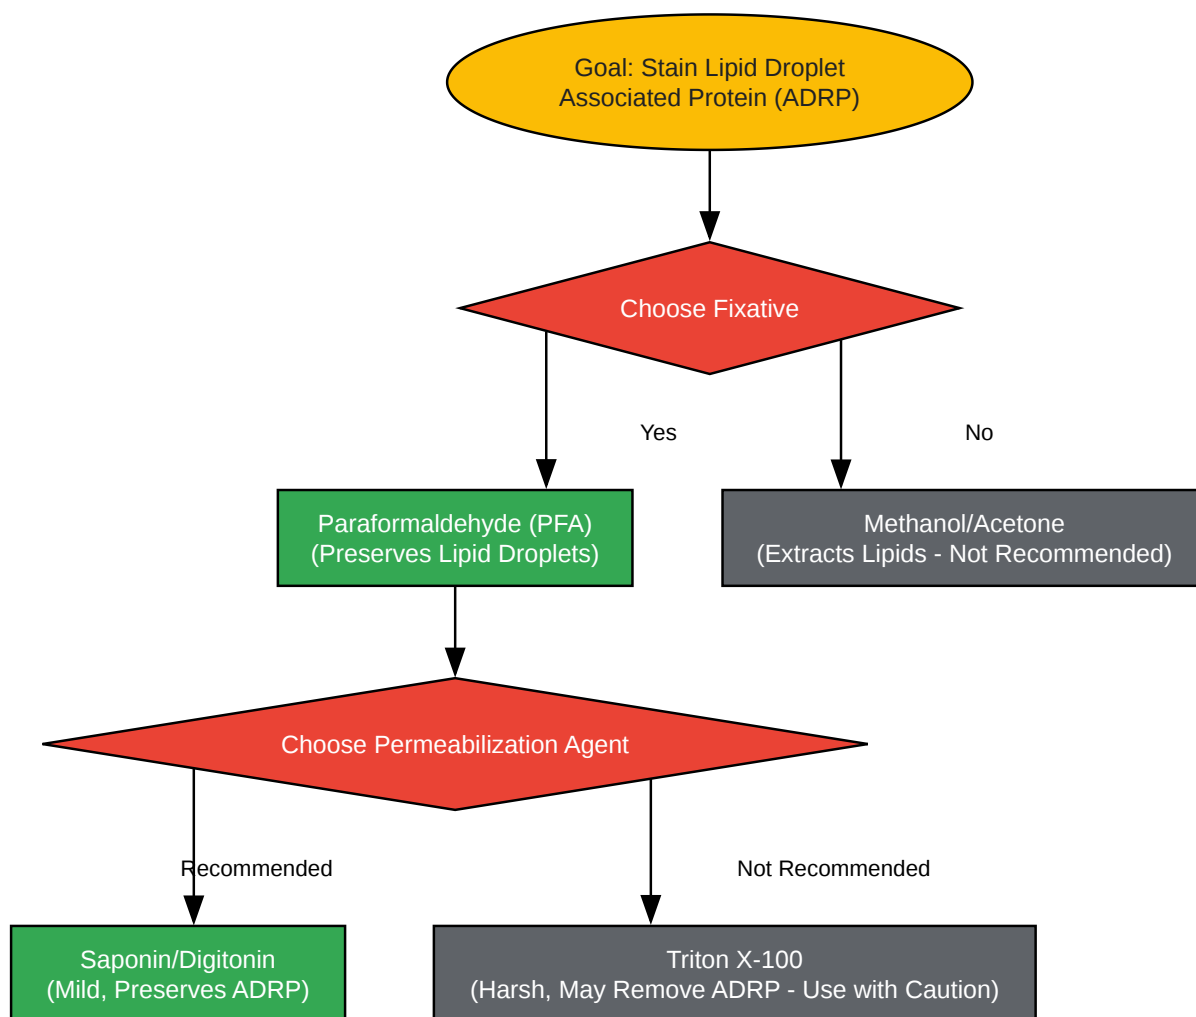 Goal: Stain Lipid Droplet
Associated Protein (ADRP)
Choose Fixative
Yes
No
Paraformaldehyde (PFA)
(Preserves Lipid Droplets)
Methanol/Acetone
(Extracts Lipids - Not Recommended)
Choose Permeabilization Agent
Recommended
Not Recommended
Saponin/Digitonin
(Mild, Preserves ADRP)
Triton X-100
(Harsh, May Remove ADRP - Use with Caution)